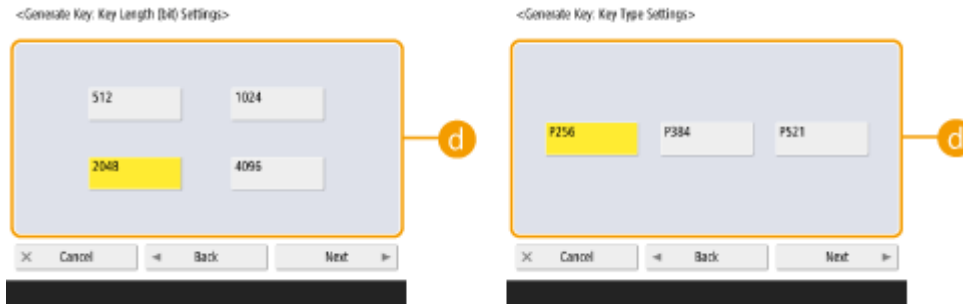 <Generate Key: Key Length (bit) Settings>
512 1024
2048 4096
d
× Cancel ◄ Back Next ►
<Generate Key: Key Type Settings>
P256 P384 P521
d
× Cancel ◄ Back Next ►